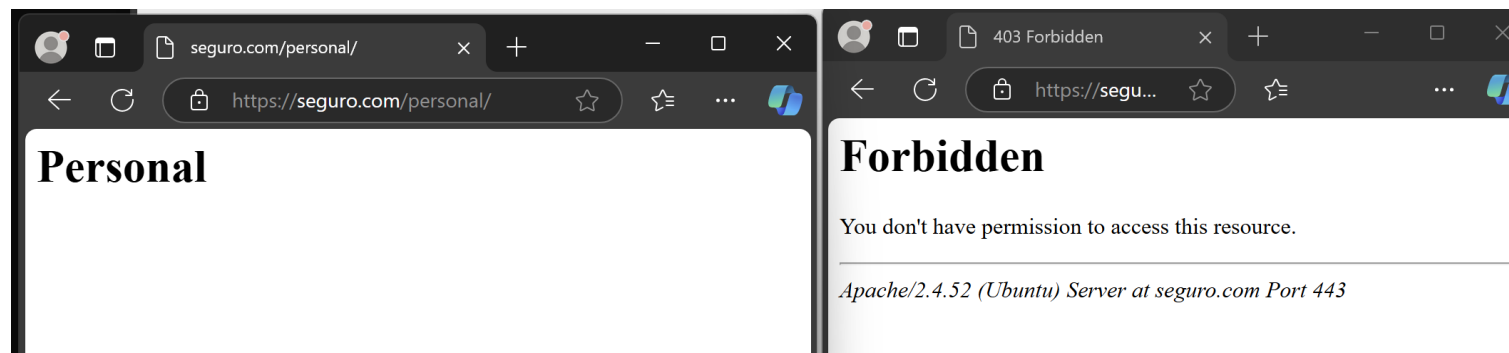 seguro.com/personal/
https://seguro.com/personal/
Personal
403 Forbidden
https://segu...
Forbidden
You don't have permission to access this resource.
Apache/2.4.52 (Ubuntu) Server at seguro.com Port 443